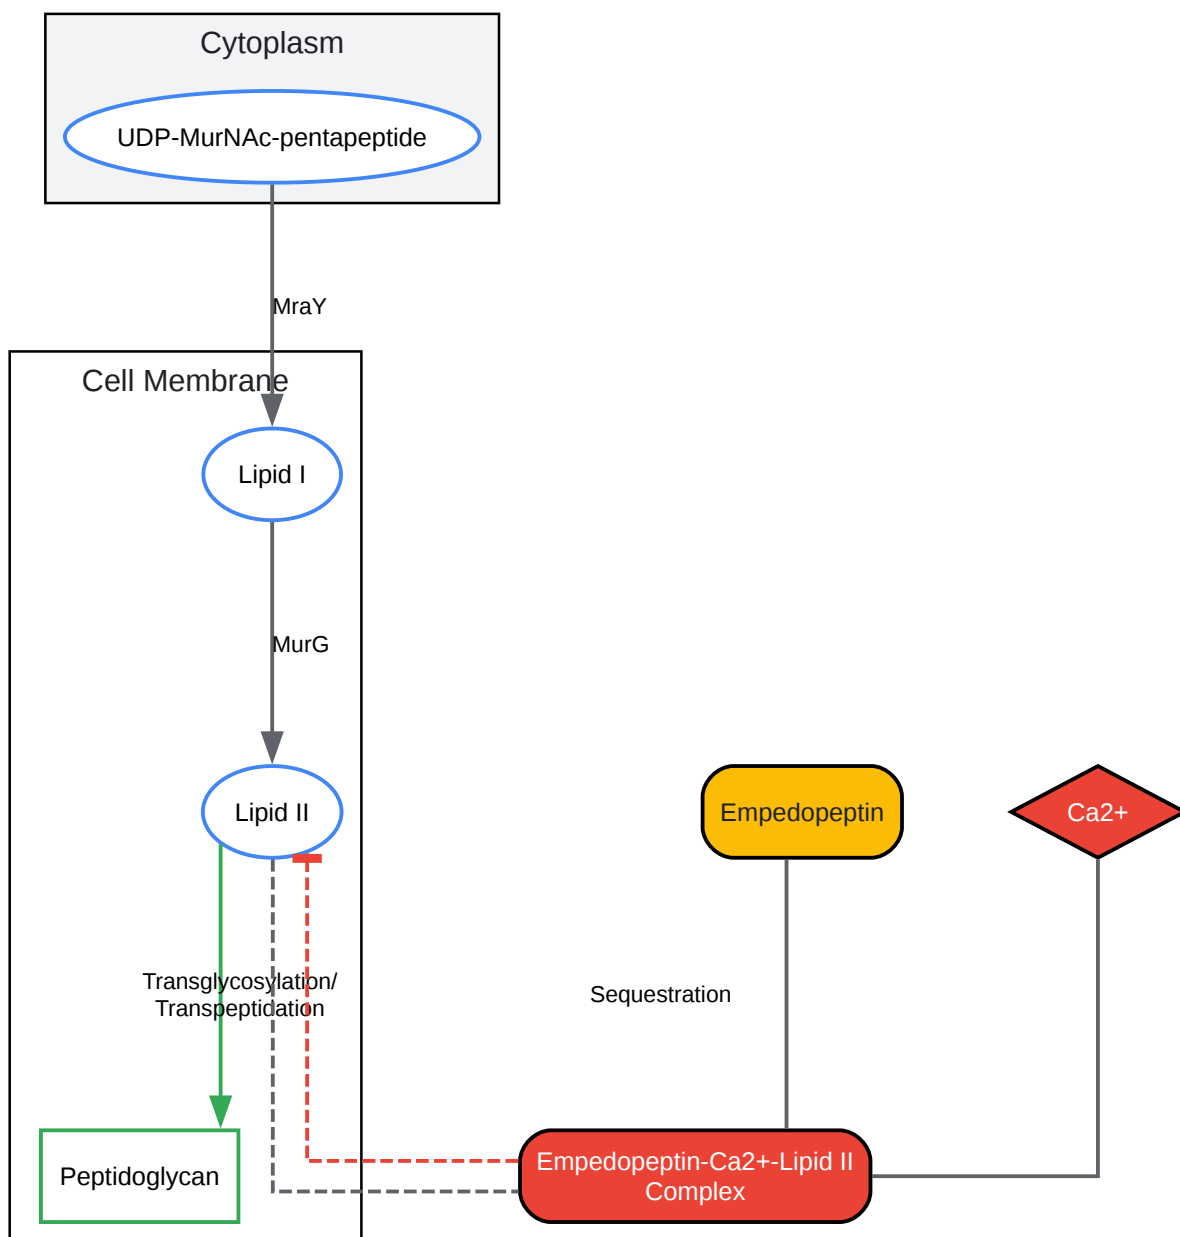 Cytoplasm
UDP-MurNAc-pentapeptide
MraY
Cell Membrane
Lipid I
MurG
Lipid II
Empedopeptin
Ca2+
Transglycosylation/
Transpeptidation
Sequestration
Peptidoglycan
Empedopeptin-Ca2+-Lipid II
Complex